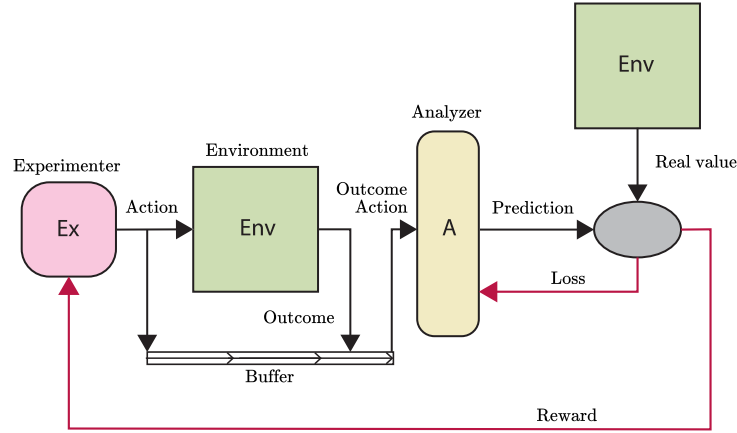 Env
Analyzer
Environment
Real value
Experimenter
Outcome
Action
Action
Prediction
Ex
Env
A
Loss
Outcome
Buffer
Reward